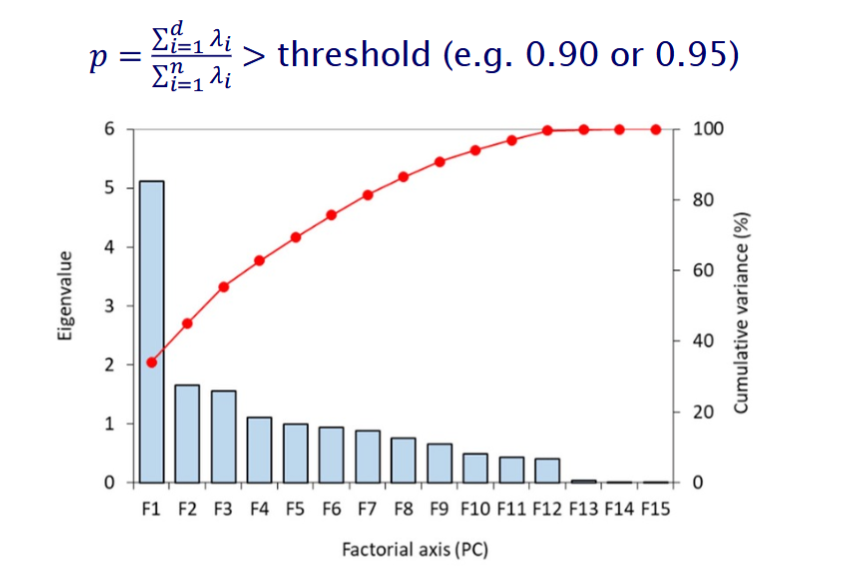 p = \frac{\sum_{i=1}^{d} λ_i}{\sum_{i=1}^{n} λ_i} > threshold (e.g. 0.90 or 0.95)
6
5
4
3
2
1
0
Eigenvalue
100
80
60
40
20
0
Cumulative variance (%)
F1 F2 F3 F4 F5 F6 F7 F8 F9 F10 F11 F12 F13 F14 F15
Factorial axis (PC)